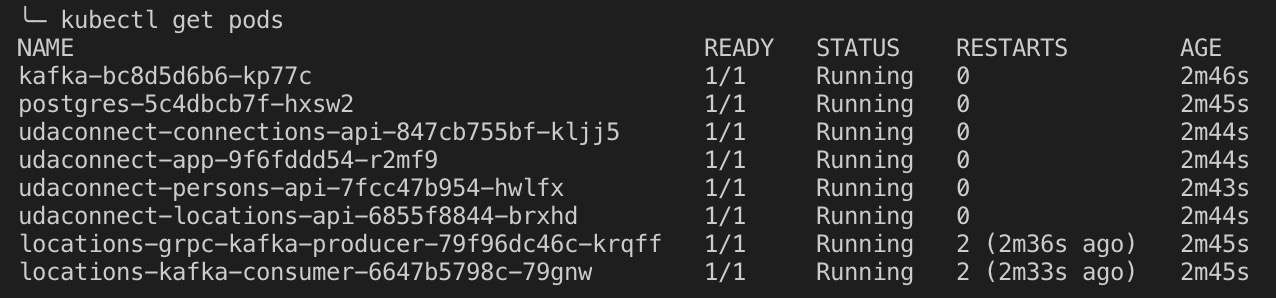 ╰─ kubectl get pods
NAME READY STATUS RESTARTS AGE
kafka-bc8d5d6b6-kp77c 1/1 Running 0 2m46s
postgres-5c4dbcb7f-hxsw2 1/1 Running 0 2m45s
udaconnect-connections-api-847cb755bf-kljj5 1/1 Running 0 2m44s
udaconnect-app-9f6fddd54-r2mf9 1/1 Running 0 2m44s
udaconnect-persons-api-7fcc47b954-hwlfx 1/1 Running 0 2m43s
udaconnect-locations-api-6855f8844-brxhd 1/1 Running 0 2m44s
locations-grpc-kafka-producer-79f96dc46c-krqff 1/1 Running 2 (2m36s ago) 2m45s
locations-kafka-consumer-6647b5798c-79gnw 1/1 Running 2 (2m33s ago) 2m45s